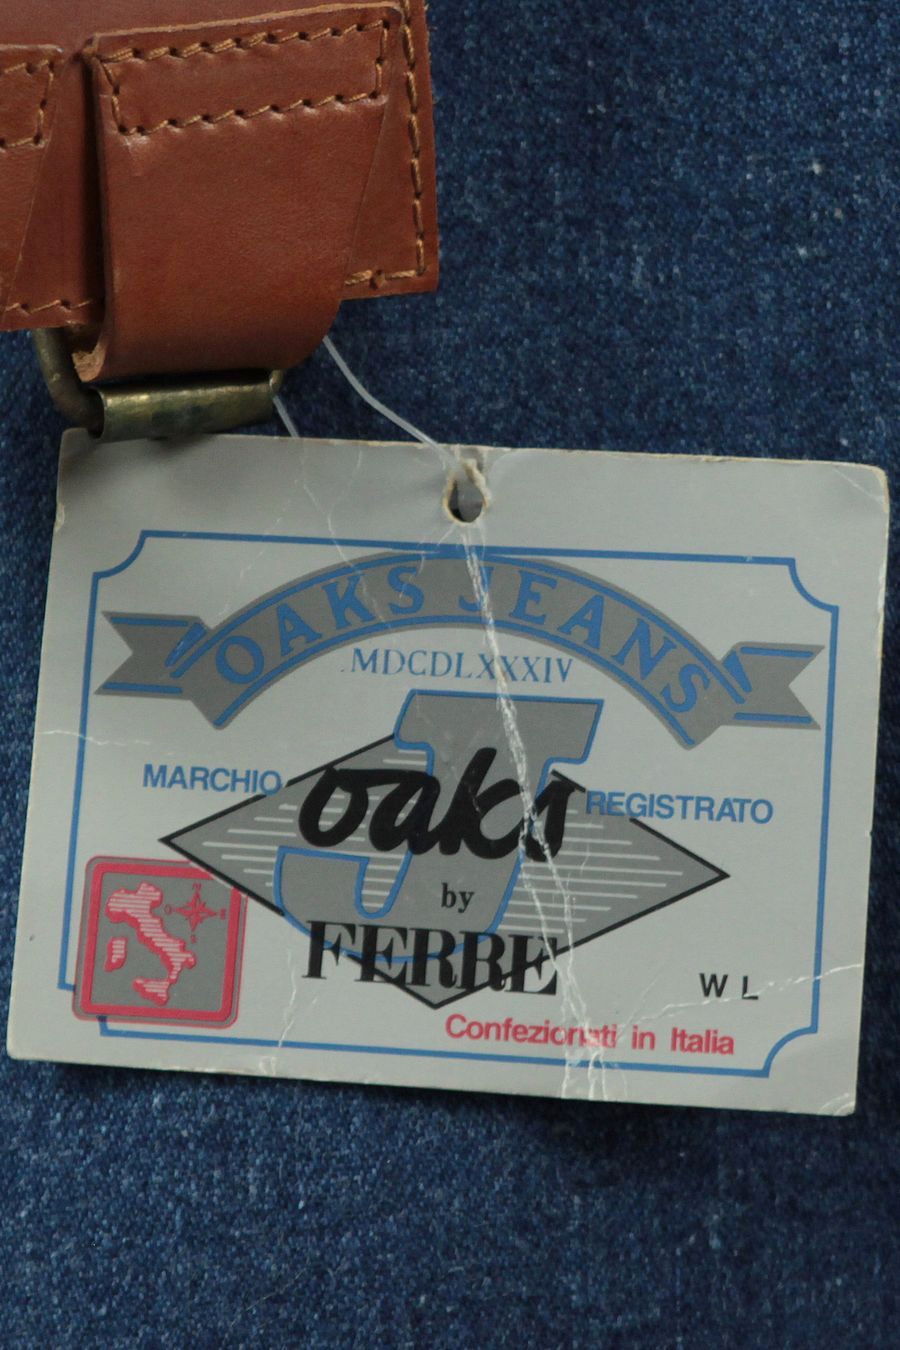 OAKS JEANS
.MDCDLXXXIV
J
MARCHIO
oaks
REGISTRATO
by
FERRE
N
O E
S
W L
Confezionati in Italia